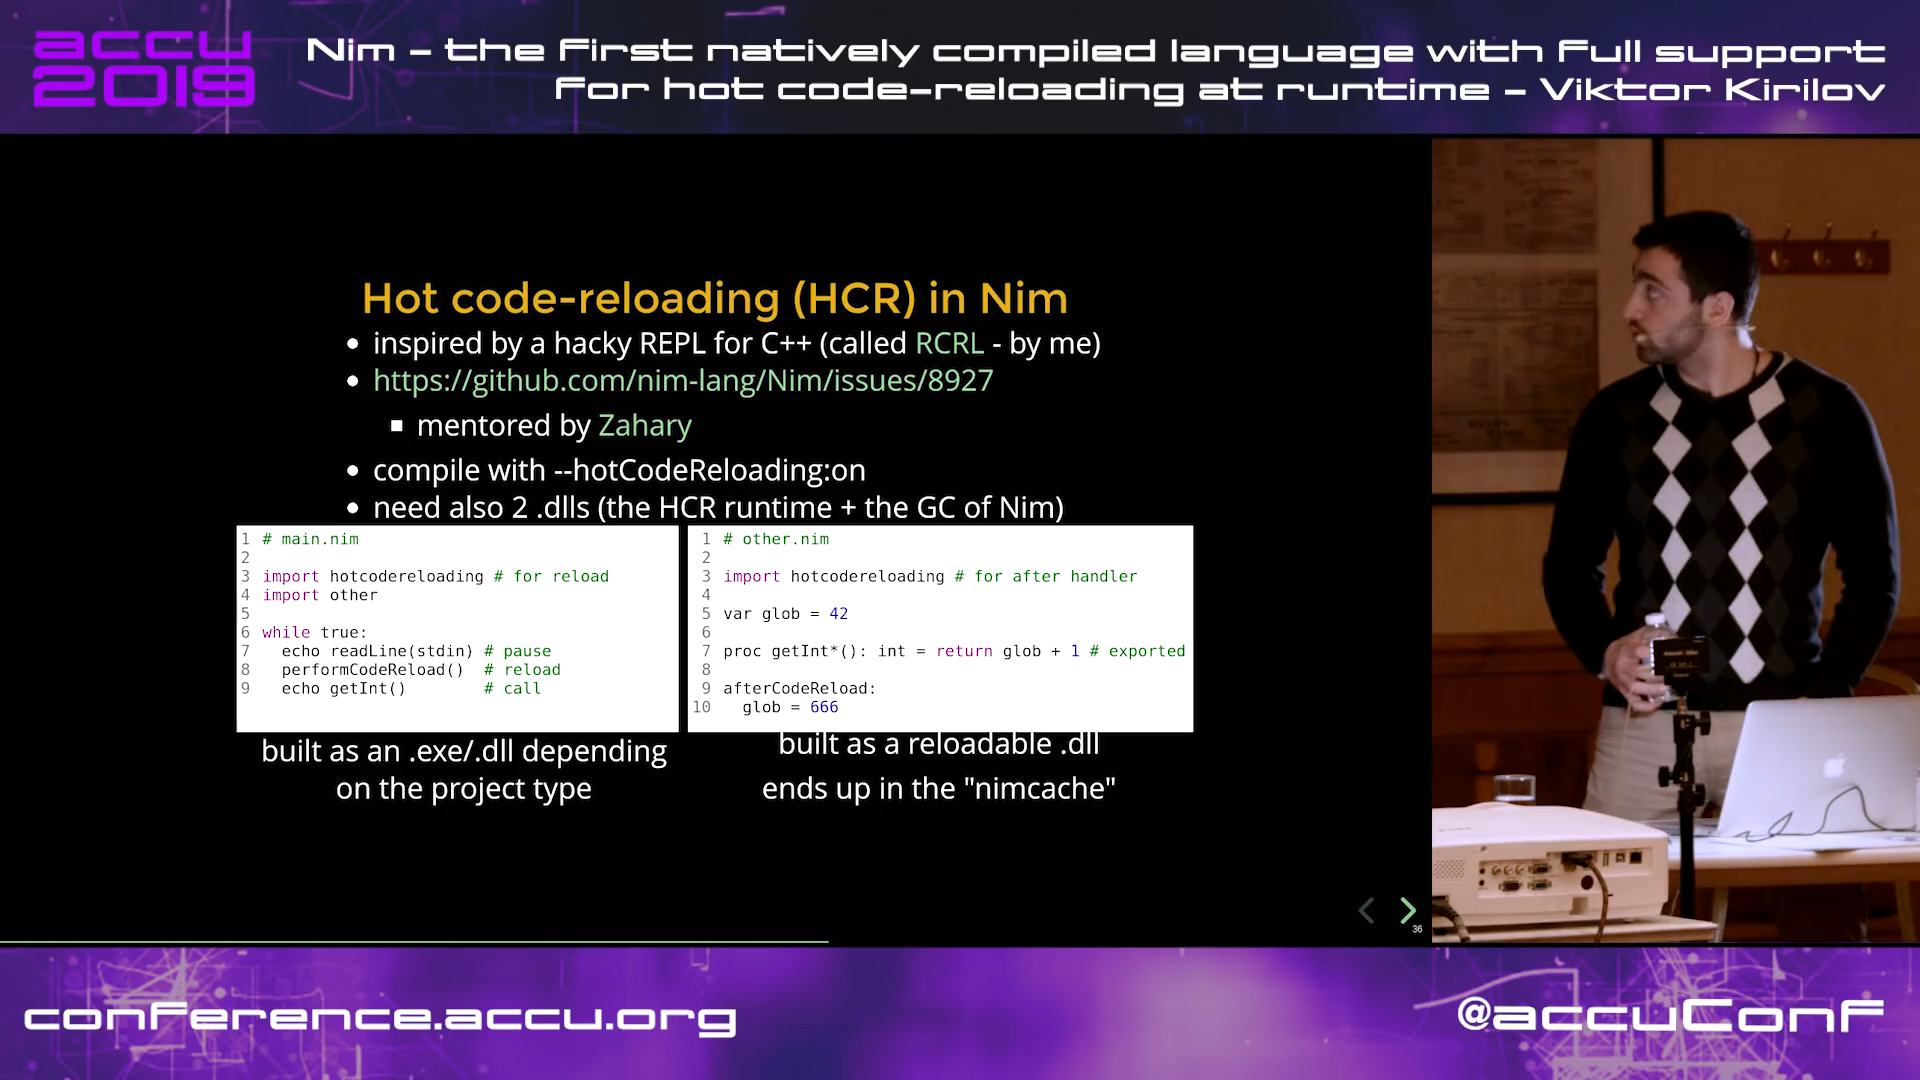 accu
2019
Nim – the first natively compiled language with full support
for hot code-reloading at runtime – Viktor Kirilov
Hot code-reloading (HCR) in Nim
• inspired by a hacky REPL for C++ (called RCRL - by me)
• https://github.com/nim-lang/Nim/issues/8927
▪ mentored by Zahary
• compile with --hotCodeReloading:on
• need also 2 .dlls (the HCR runtime + the GC of Nim)
1 # main.nim
2
3 import hotcodereloading # for reload
4 import other
5
6 while true:
7   echo readLine(stdin) # pause
8   performCodeReload()  # reload
9   echo getInt()        # call
built as an .exe/.dll depending
on the project type
1 # other.nim
2
3 import hotcodereloading # for after handler
4
5 var glob = 42
6
7 proc getInt*(): int = return glob + 1 # exported
8
9 afterCodeReload:
10   glob = 666
built as a reloadable .dll
ends up in the "nimcache"
36
conference.accu.org
@accuConf